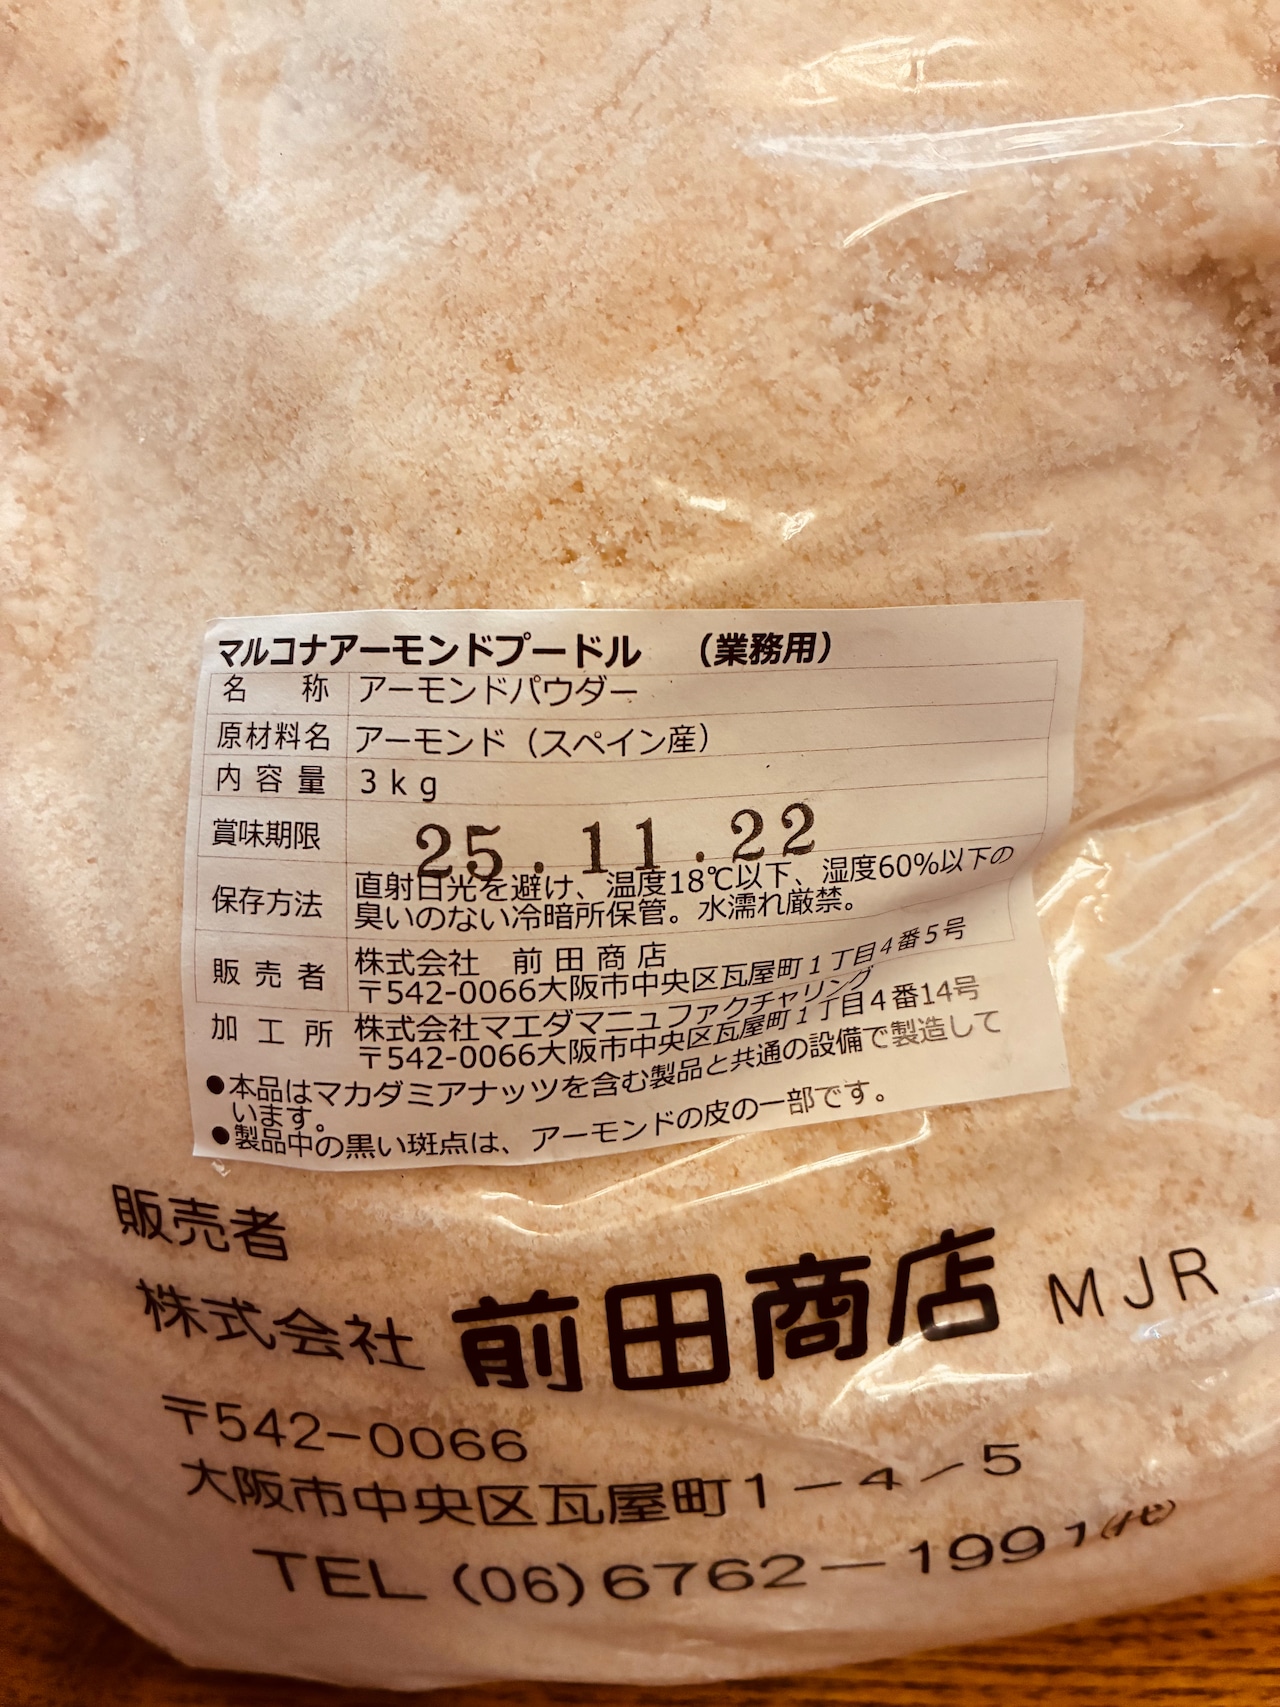 マルコナアーモンドプードル （業務用）
名称 アーモンドパウダー
原材料名 アーモンド（スペイン産）
内容量 3kg
賞味期限 25.11.22
保存方法 直射日光を避け、温度18℃以下、湿度60%以下の
臭いのない冷暗所保管。水濡れ厳禁。
販売者 株式会社 前田商店
〒542-0066大阪市中央区瓦屋町1丁目4番5号
加工所 株式会社マエダマニュファクチャリング
〒542-0066大阪市中央区瓦屋町1丁目4番14号
●本品はマカダミアナッツを含む製品と共通の設備で製造して
います。
●製品中の黒い斑点は、アーモンドの皮の一部です。
販売者
株式会社 前田商店 MJR
〒542-0066
大阪市中央区瓦屋町1-4-5
TEL (06)6762-1991(代)